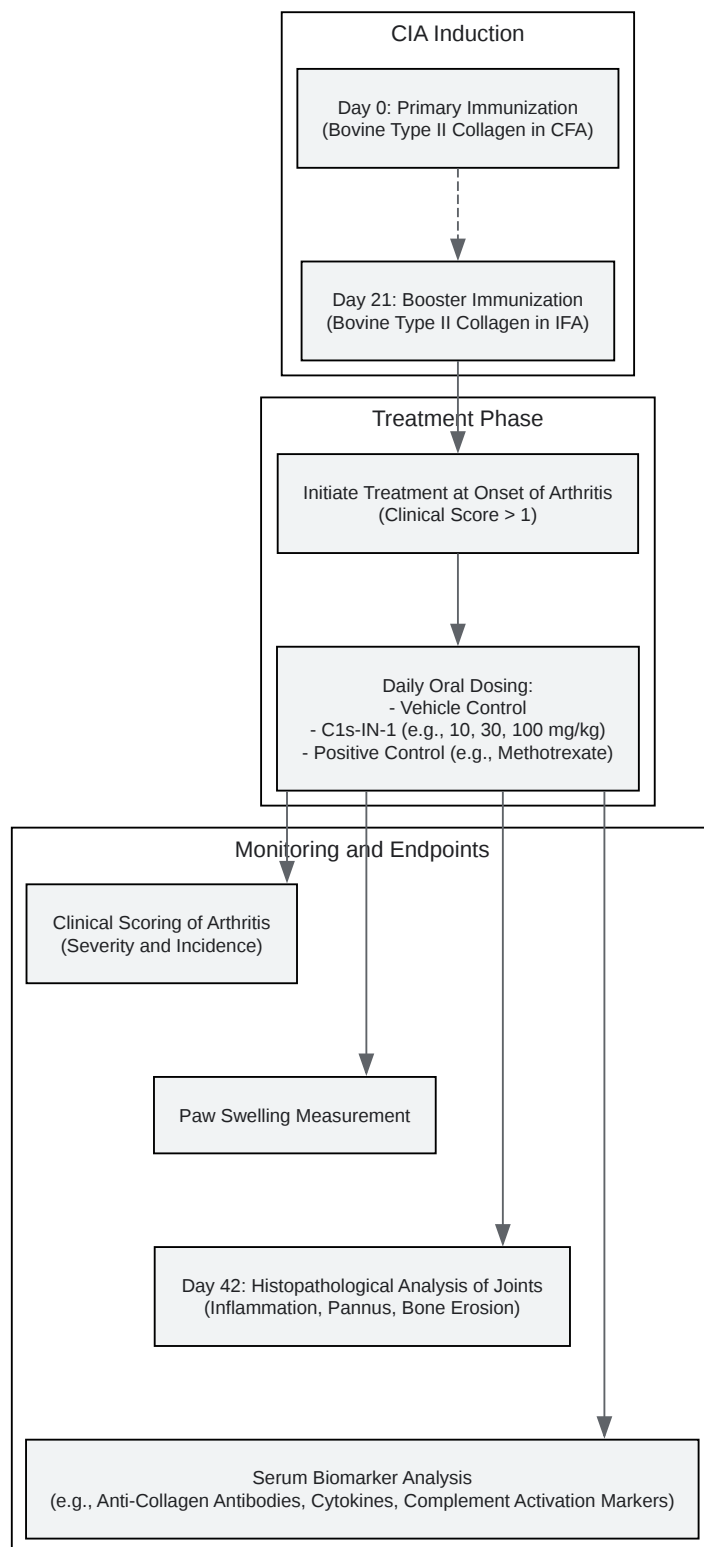 CIA Induction
Day 0: Primary Immunization
(Bovine Type II Collagen in CFA)
Day 21: Booster Immunization
(Bovine Type II Collagen in IFA)
Treatment Phase
Initiate Treatment at Onset of Arthritis
(Clinical Score > 1)
Daily Oral Dosing:
- Vehicle Control
- C1s-IN-1 (e.g., 10, 30, 100 mg/kg)
- Positive Control (e.g., Methotrexate)
Monitoring and Endpoints
Clinical Scoring of Arthritis
(Severity and Incidence)
Paw Swelling Measurement
Day 42: Histopathological Analysis of Joints
(Inflammation, Pannus, Bone Erosion)
Serum Biomarker Analysis
(e.g., Anti-Collagen Antibodies, Cytokines, Complement Activation Markers)